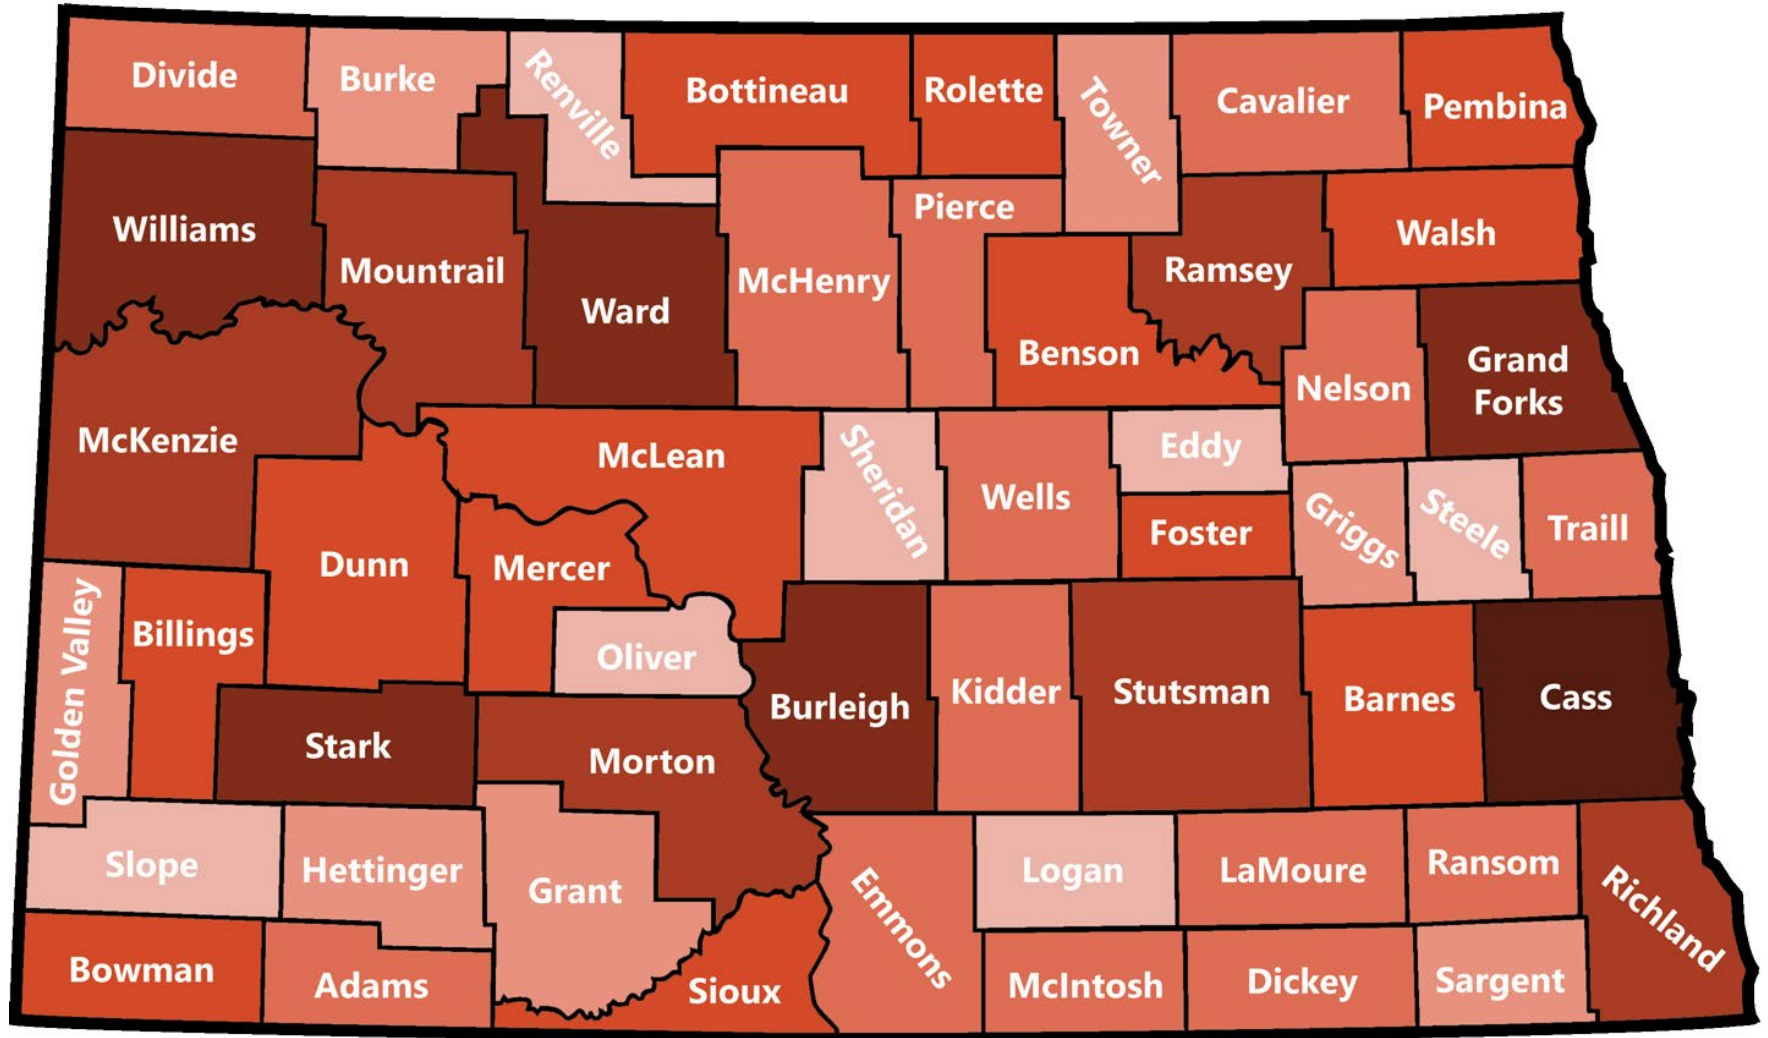 Divide
Burke
Renville
Bottineau
Rolette
Towner
Cavalier
Pembina
Williams
Mountrail
Ward
McHenry
Pierce
Benson
Ramsey
Walsh
Nelson
Grand
Forks
McKenzie
McLean
Sheridan
Wells
Eddy
Foster
Griggs
Steele
Traill
Dunn
Mercer
Oliver
Golden Valley
Billings
Stark
Morton
Burleigh
Kidder
Stutsman
Barnes
Cass
Slope
Hettinger
Grant
Emmons
Logan
LaMoure
Ransom
Richland
Bowman
Adams
Sioux
McIntosh
Dickey
Sargent